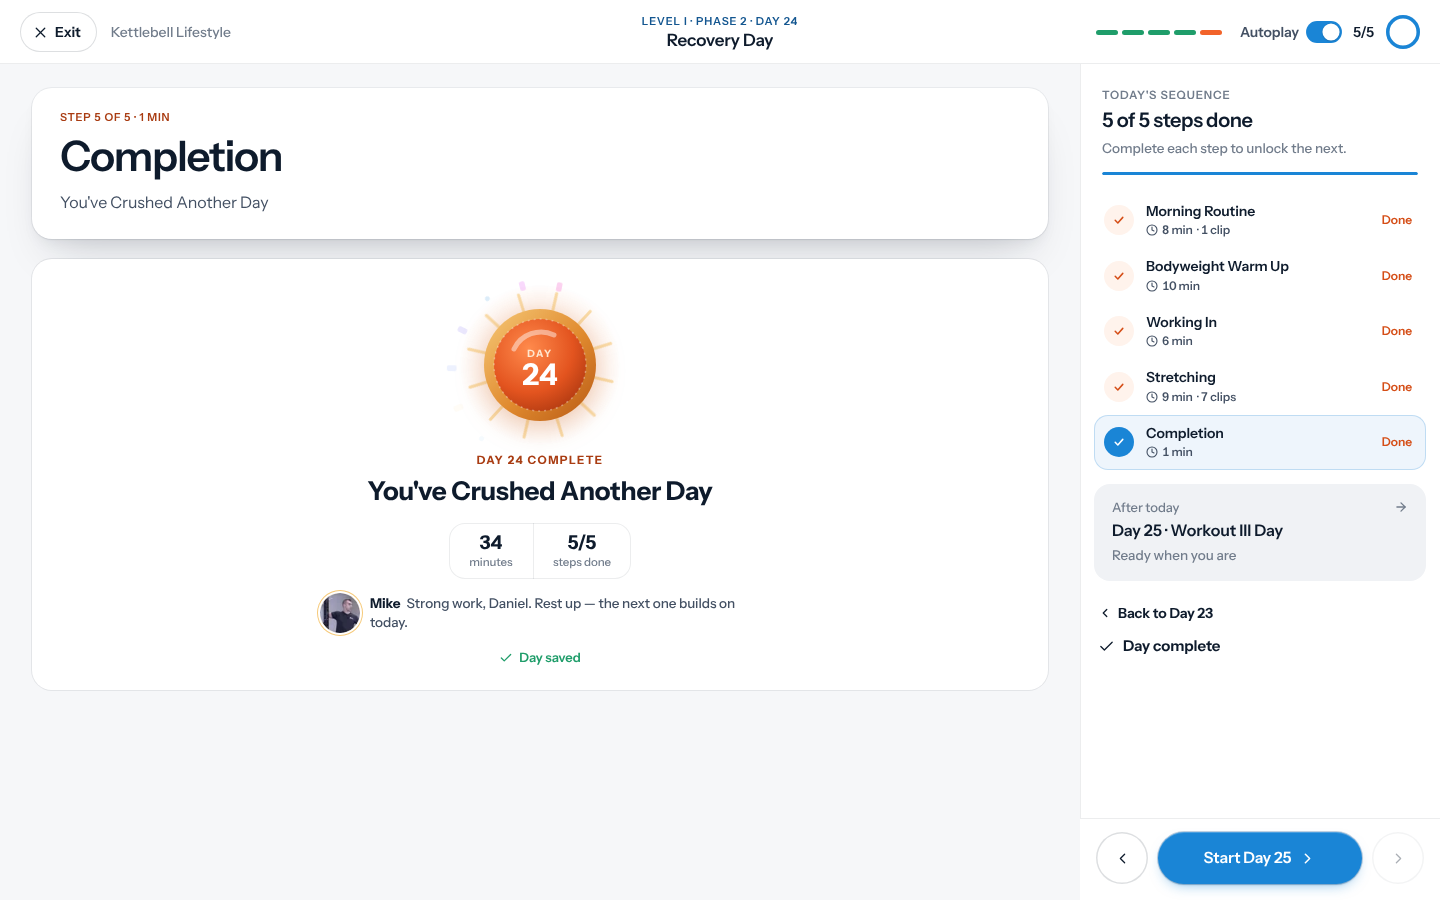 Exit
Kettlebell Lifestyle
LEVEL I · PHASE 2 · DAY 24
Recovery Day
Autoplay
5/5
STEP 5 OF 5 · 1 MIN
Completion
You've Crushed Another Day
DAY
24
DAY 24 COMPLETE
You've Crushed Another Day
34
minutes
5/5
steps done
Mike Strong work, Daniel. Rest up — the next one builds on
today.
Day saved
TODAY'S SEQUENCE
5 of 5 steps done
Complete each step to unlock the next.
Morning Routine
8 min · 1 clip
Done
Bodyweight Warm Up
10 min
Done
Working In
6 min
Done
Stretching
9 min · 7 clips
Done
Completion
1 min
Done
After today
Day 25 · Workout III Day
Ready when you are
Back to Day 23
Day complete
Start Day 25